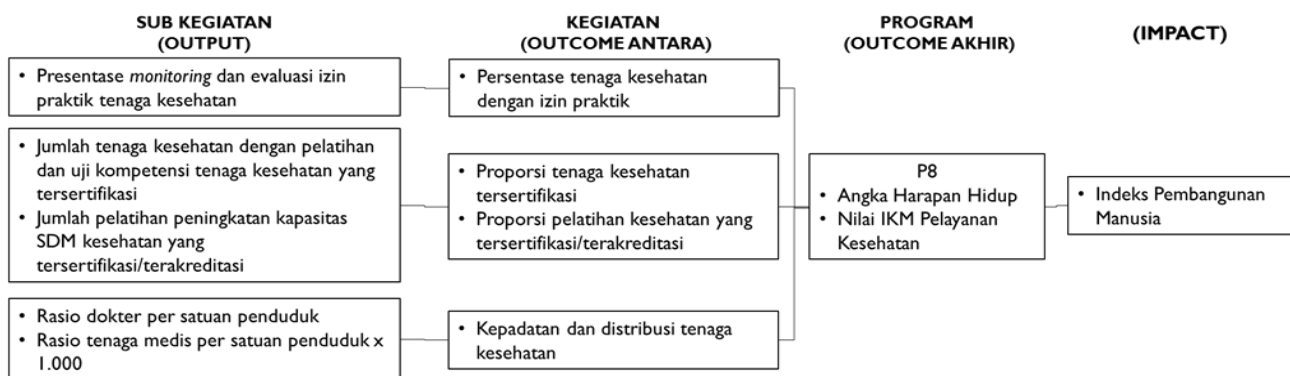 SUB KEGIATAN
(OUTPUT)
KEGIATAN
(OUTCOME ANTARA)
PROGRAM
(OUTCOME AKHIR)
(IMPACT)
• Presentase monitoring dan evaluasi izin
praktik tenaga kesehatan
• Persentase tenaga kesehatan
dengan izin praktik
• Jumlah tenaga kesehatan dengan pelatihan
dan uji kompetensi tenaga kesehatan yang
tersertifikasi
• Jumlah pelatihan peningkatan kapasitas
SDM kesehatan yang
tersertifikasi/terakreditasi
• Proporsi tenaga kesehatan
tersertifikasi
• Proporsi pelatihan kesehatan yang
tersertifikasi/terakreditasi
P8
• Angka Harapan Hidup
• Nilai IKM Pelayanan
Kesehatan
• Indeks Pembangunan
Manusia
• Rasio dokter per satuan penduduk
• Rasio tenaga medis per satuan penduduk x
1.000
• Kepadatan dan distribusi tenaga
kesehatan